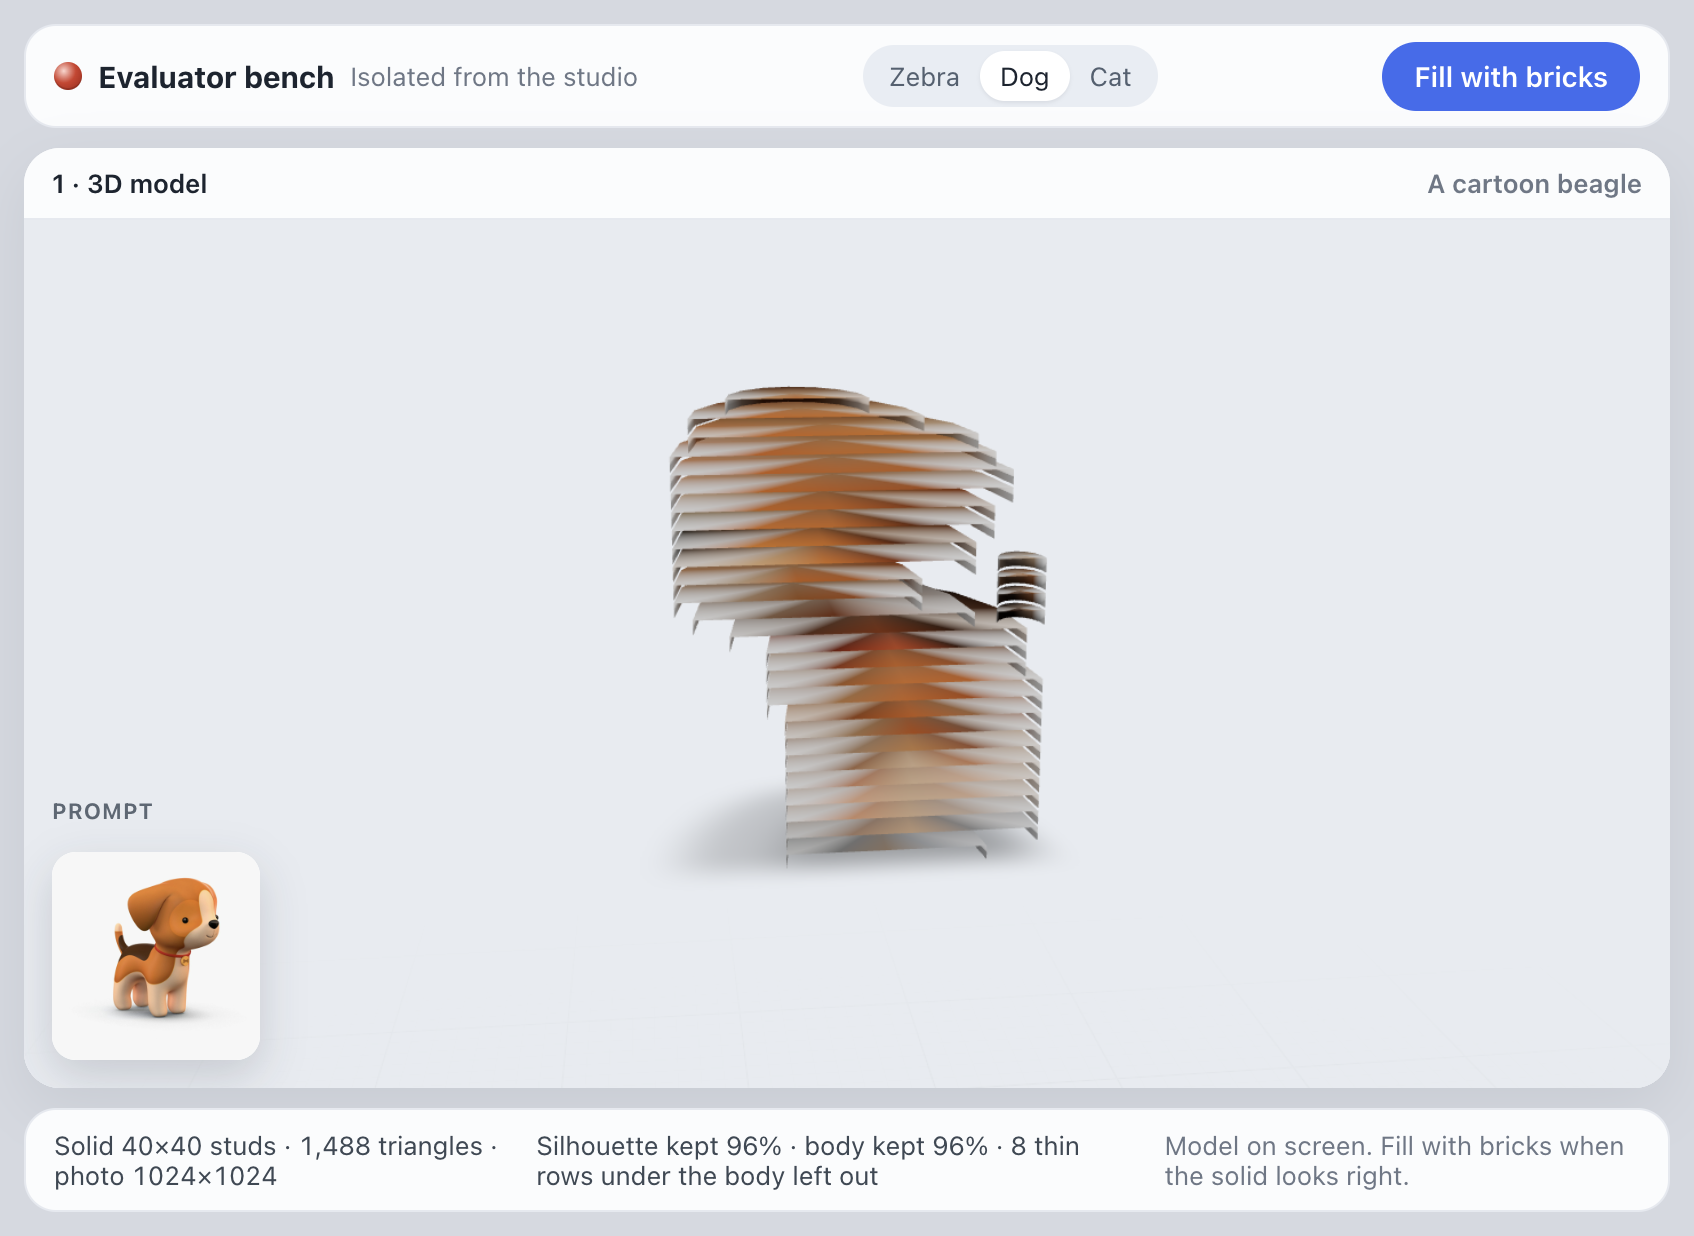 Evaluator bench
Isolated from the studio
Zebra
Dog
Cat
Fill with bricks
1 · 3D model
A cartoon beagle
PROMPT
Solid 40×40 studs · 1,488 triangles ·
photo 1024×1024
Silhouette kept 96% · body kept 96% · 8 thin
rows under the body left out
Model on screen. Fill with bricks when
the solid looks right.